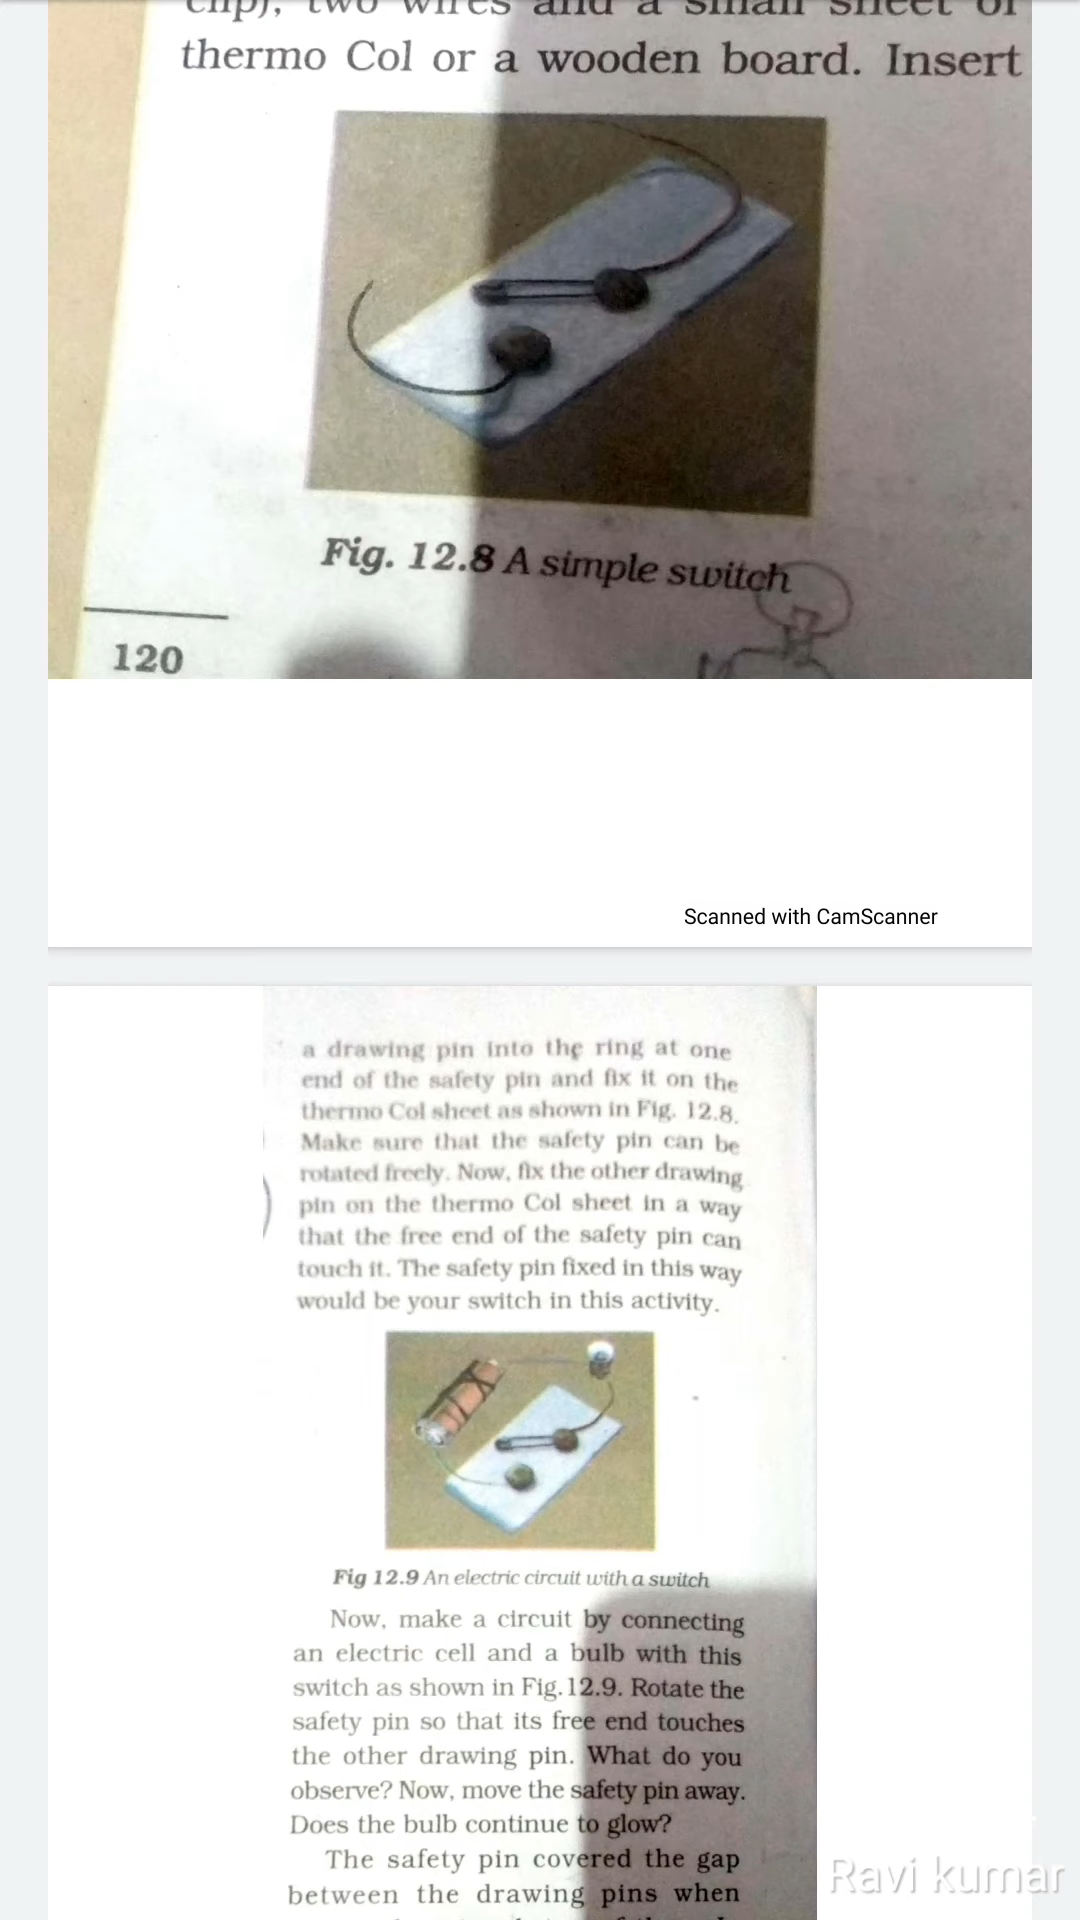 two wires and a small sheet of
thermo Col or a wooden board. Insert
Fig. 12.8 A simple switch
120
Scanned with CamScanner
a drawing pin into the ring at one
end of the safety pin and fix it on the
thermo Col sheet as shown in Fig. 12.8.
Make sure that the safety pin can be
rotated freely. Now, fix the other drawing
pin on the thermo Col sheet in a way
that the free end of the safety pin can
touch it. The safety pin fixed in this way
would be your switch in this activity.
Fig 12.9 An electric circuit with a switch
Now, make a circuit by connecting
an electric cell and a bulb with this
switch as shown in Fig.12.9. Rotate the
safety pin so that its free end touches
the other drawing pin. What do you
observe? Now, move the safety pin away.
Does the bulb continue to glow?
The safety pin covered the gap
between the drawing pins when
Ravi kumar